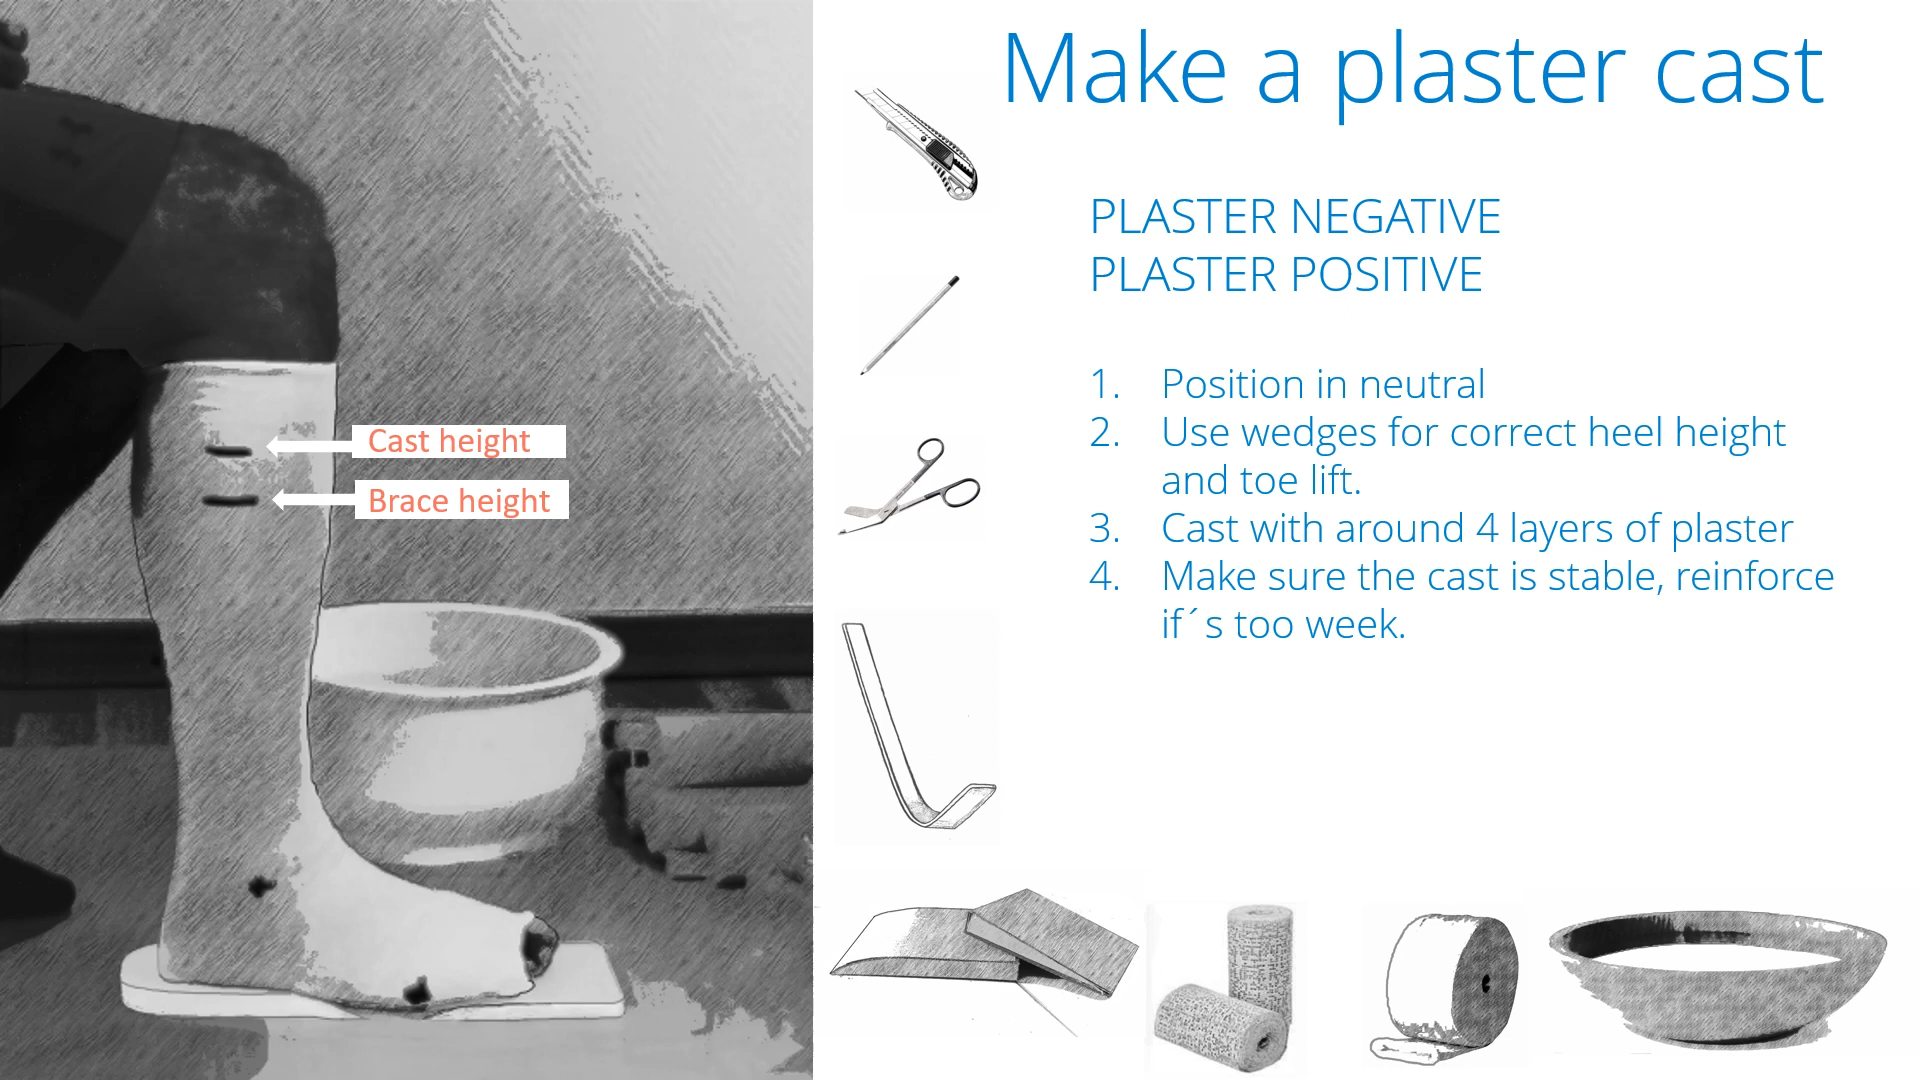 Make a plaster cast
PLASTER NEGATIVE
PLASTER POSITIVE
1. Position in neutral
2. Use wedges for correct heel height
and toe lift.
3. Cast with around 4 layers of plaster
4. Make sure the cast is stable, reinforce
if´s too week.
Cast height
Brace height